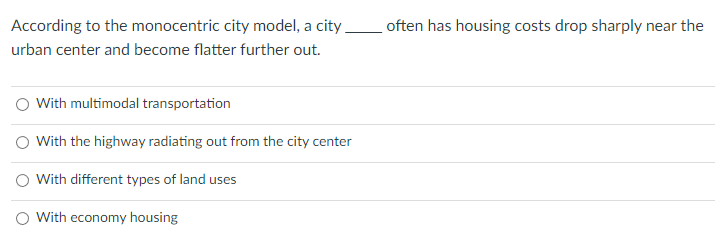 According to the monocentric city model, a city _____ often has housing costs drop sharply near the
urban center and become flatter further out.
With multimodal transportation
With the highway radiating out from the city center
With different types of land uses
With economy housing